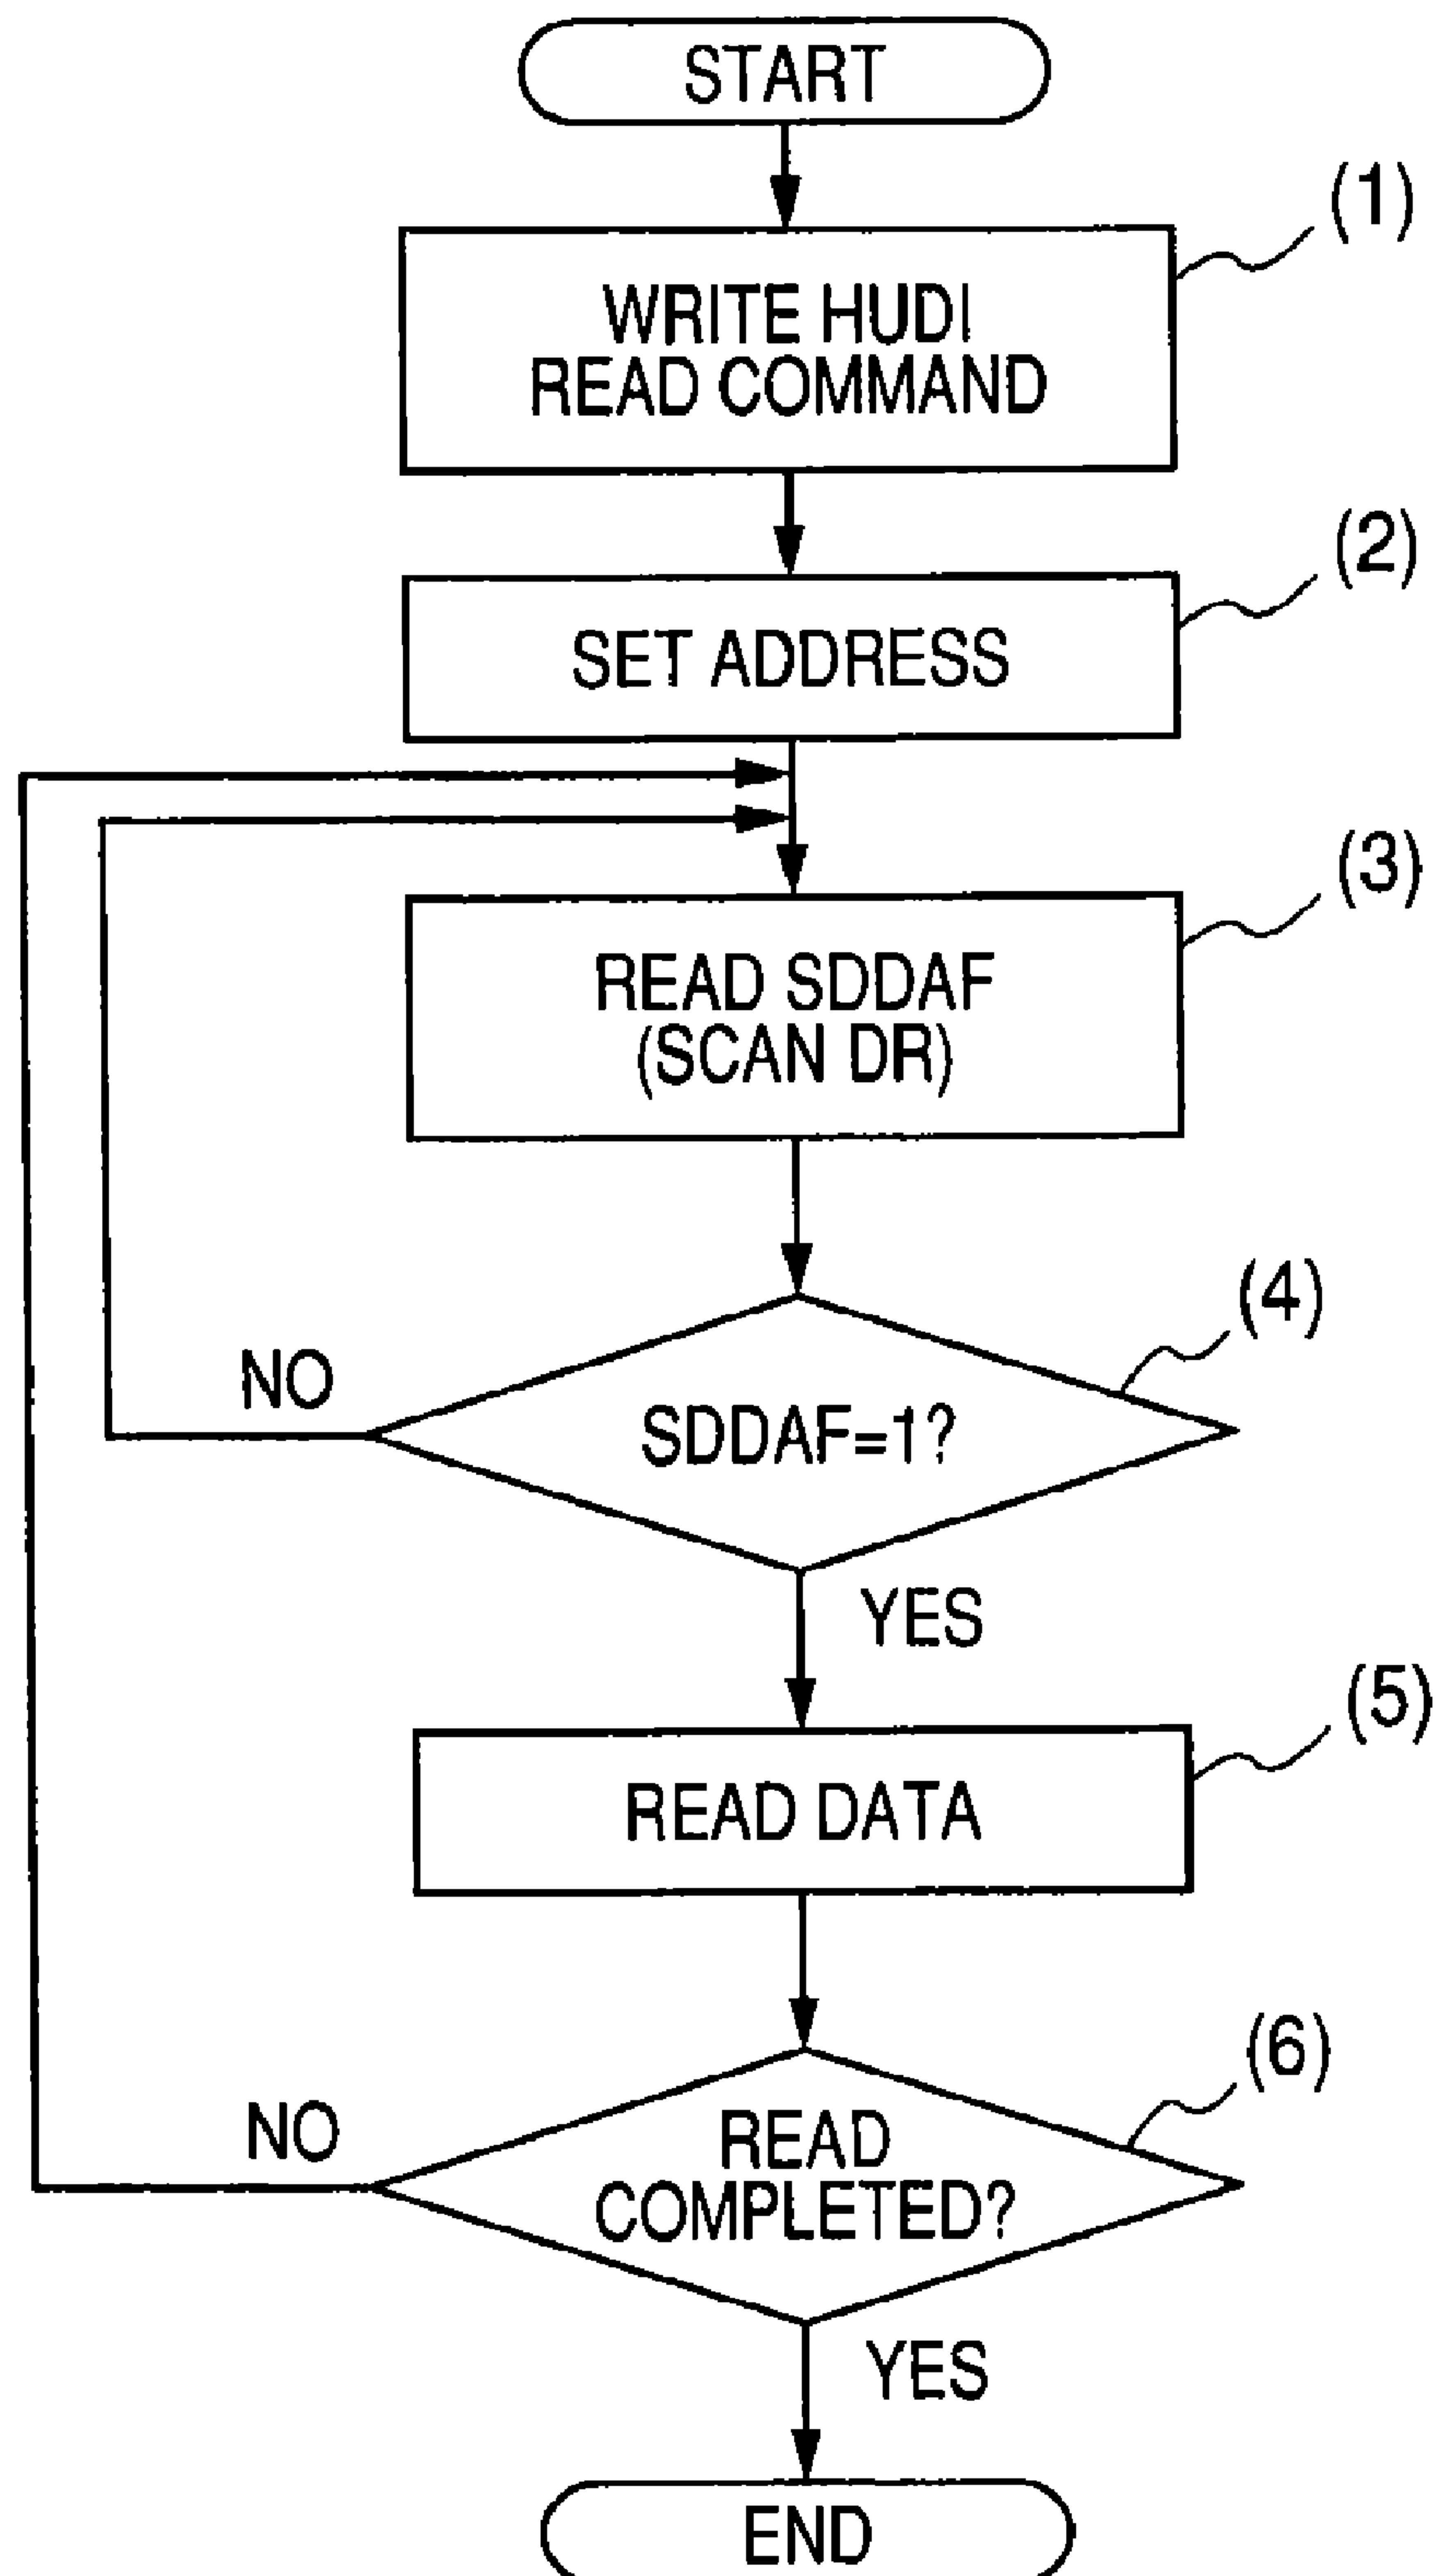 START
(1)
WRITE HUDI
READ COMMAND
(2)
SET ADDRESS
(3)
READ SDDAF
(SCAN DR)
(4)
NO
SDDAF=1?
YES
(5)
READ DATA
(6)
NO
READ
COMPLETED?
YES
END